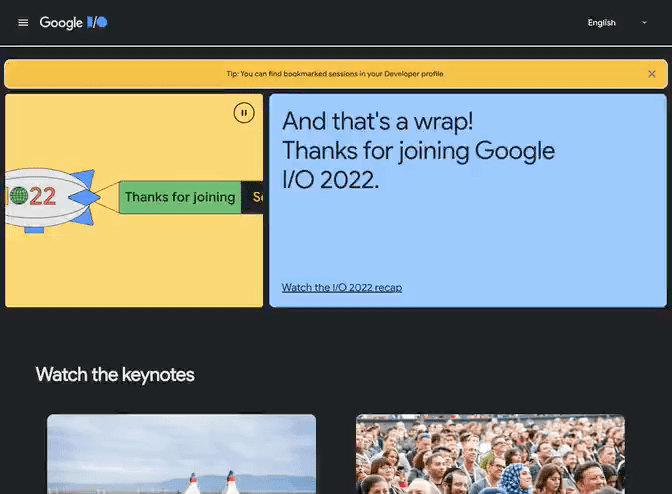 Google I/O
English
Tip: You can find bookmarked sessions in your Developer profile
22
Thanks for joining
And that's a wrap!
Thanks for joining Google
I/O 2022.
Watch the I/O 2022 recap
Watch the keynotes